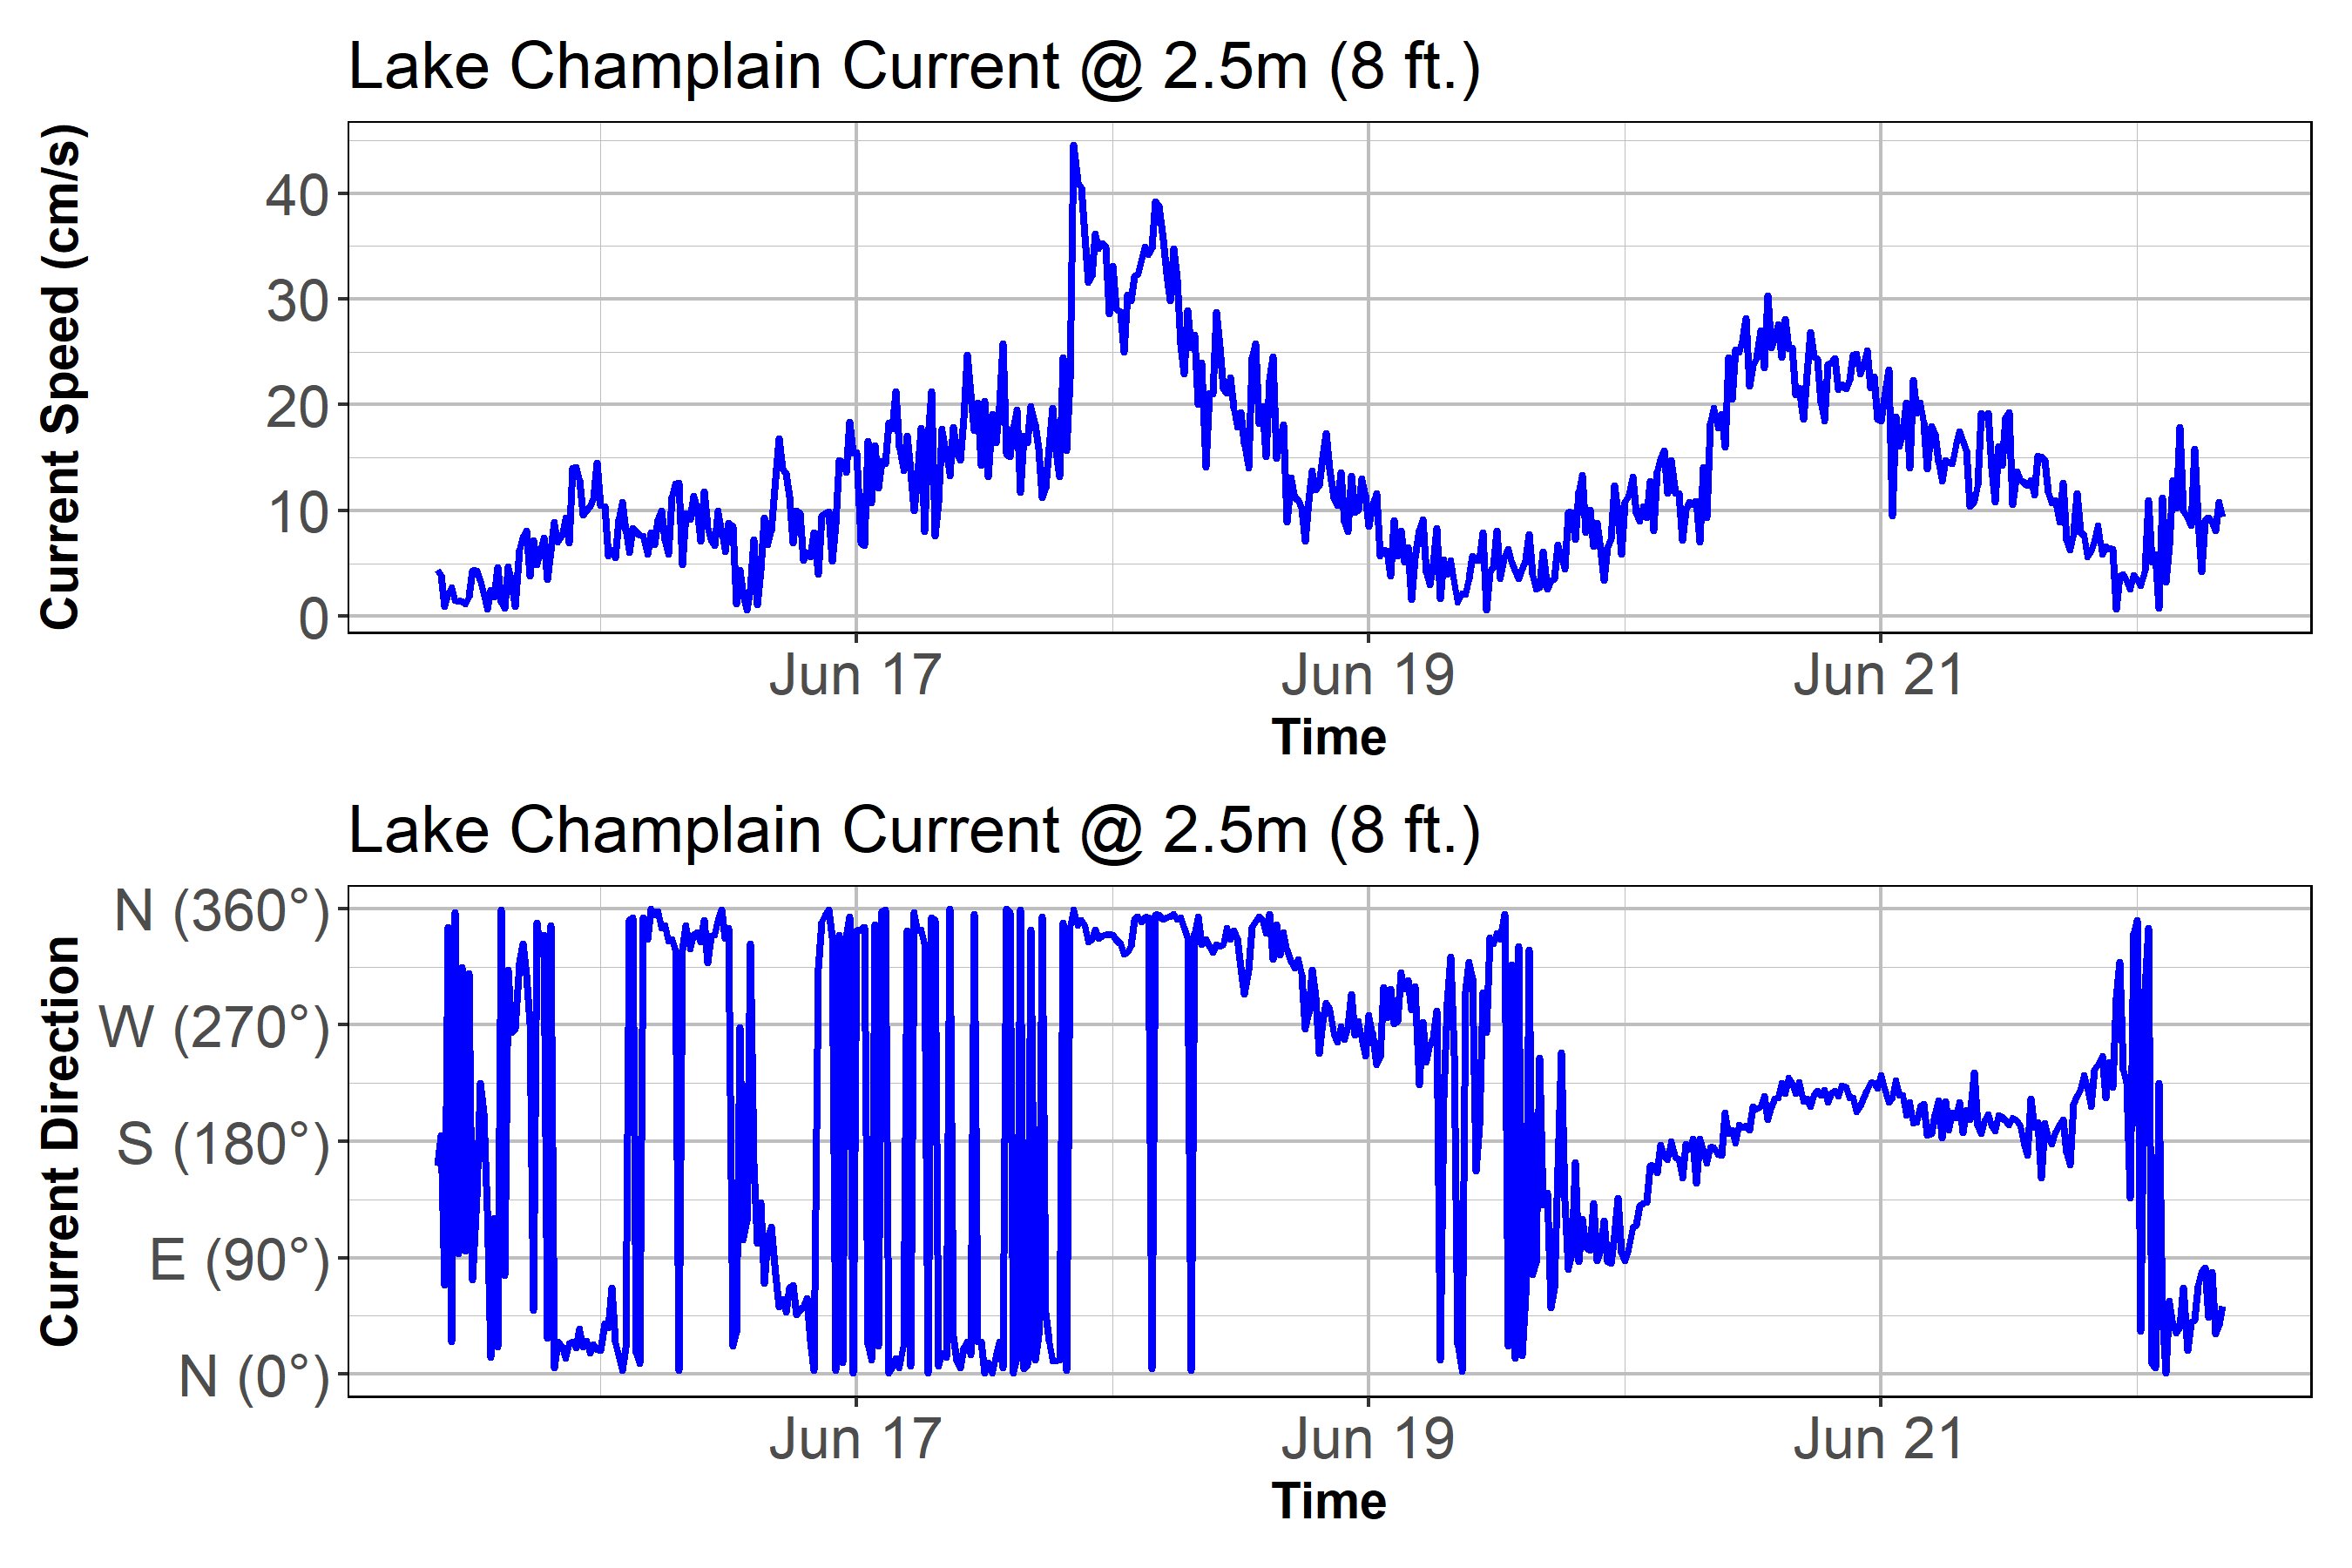 Lake Champlain Current @ 2.5m (8 ft.)
Current Speed (cm/s)
40
30
20
10
0
Jun 17 Jun 19 Jun 21
Time
Lake Champlain Current @ 2.5m (8 ft.)
Current Direction
N (360°)
W (270°)
S (180°)
E (90°)
N (0°)
Jun 17 Jun 19 Jun 21
Time